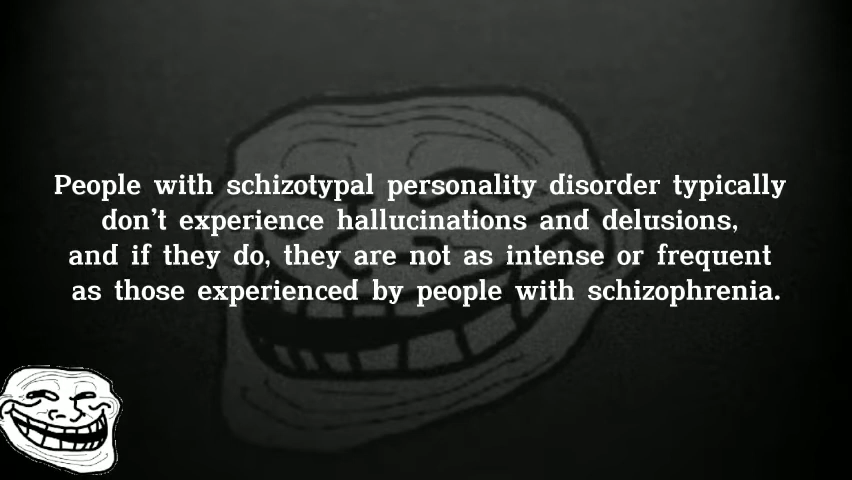 People with schizotypal personality disorder typically
don't experience hallucinations and delusions,
and if they do, they are not as intense or frequent
as those experienced by people with schizophrenia.